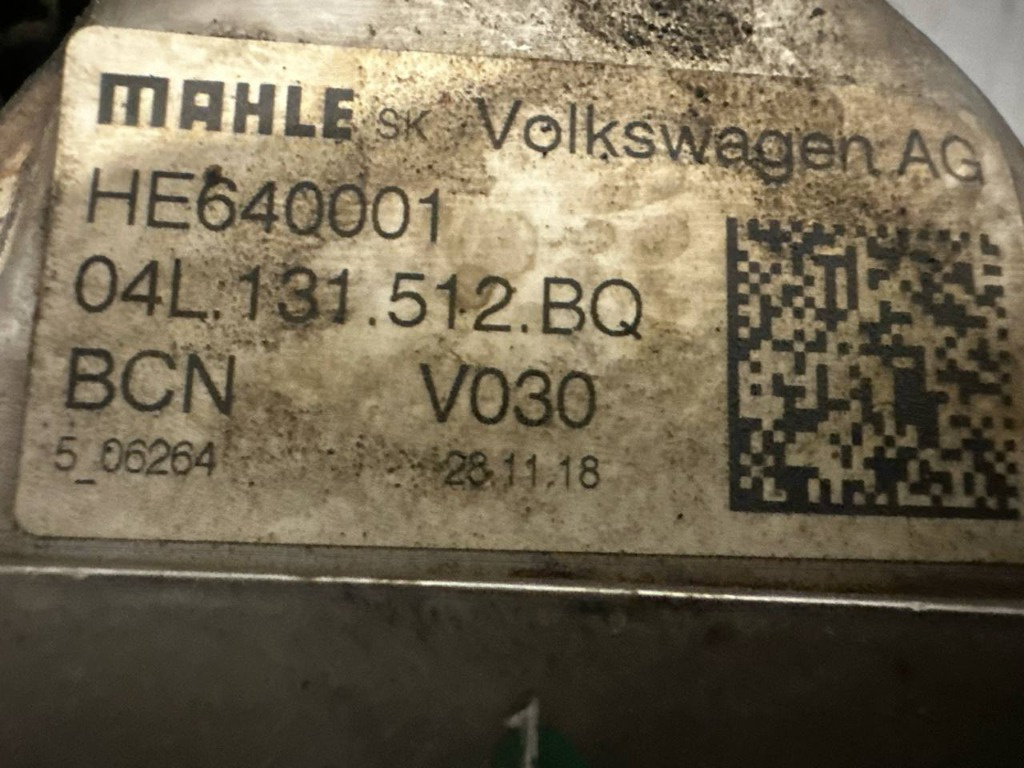 MAHLE SK Volkswagen AG
HE640001
04L.131.512.BQ
BCN V030
5_06264 28.11.18
1